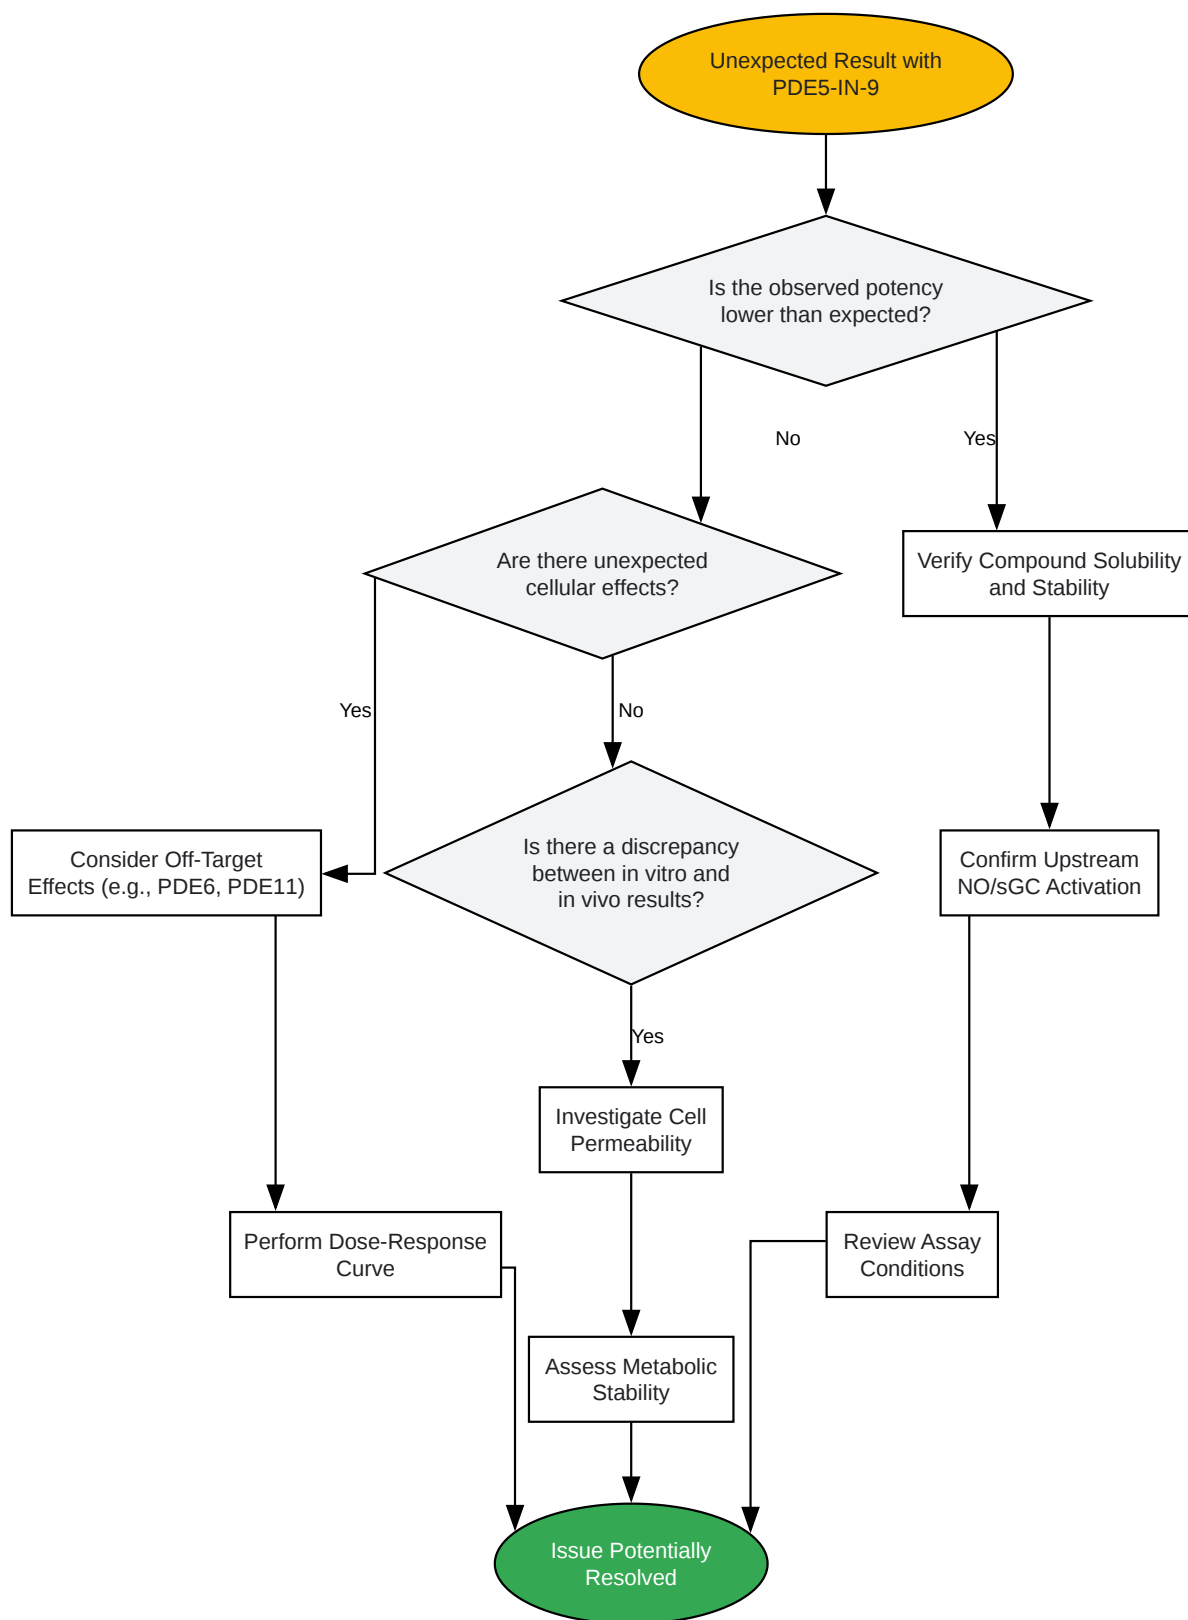 Unexpected Result with
PDE5-IN-9
Is the observed potency
lower than expected?
No
Yes
Are there unexpected
cellular effects?
Verify Compound Solubility
and Stability
Yes
No
Consider Off-Target
Effects (e.g., PDE6, PDE11)
Is there a discrepancy
between in vitro and
in vivo results?
Confirm Upstream
NO/sGC Activation
Yes
Investigate Cell
Permeability
Perform Dose-Response
Curve
Review Assay
Conditions
Assess Metabolic
Stability
Issue Potentially
Resolved